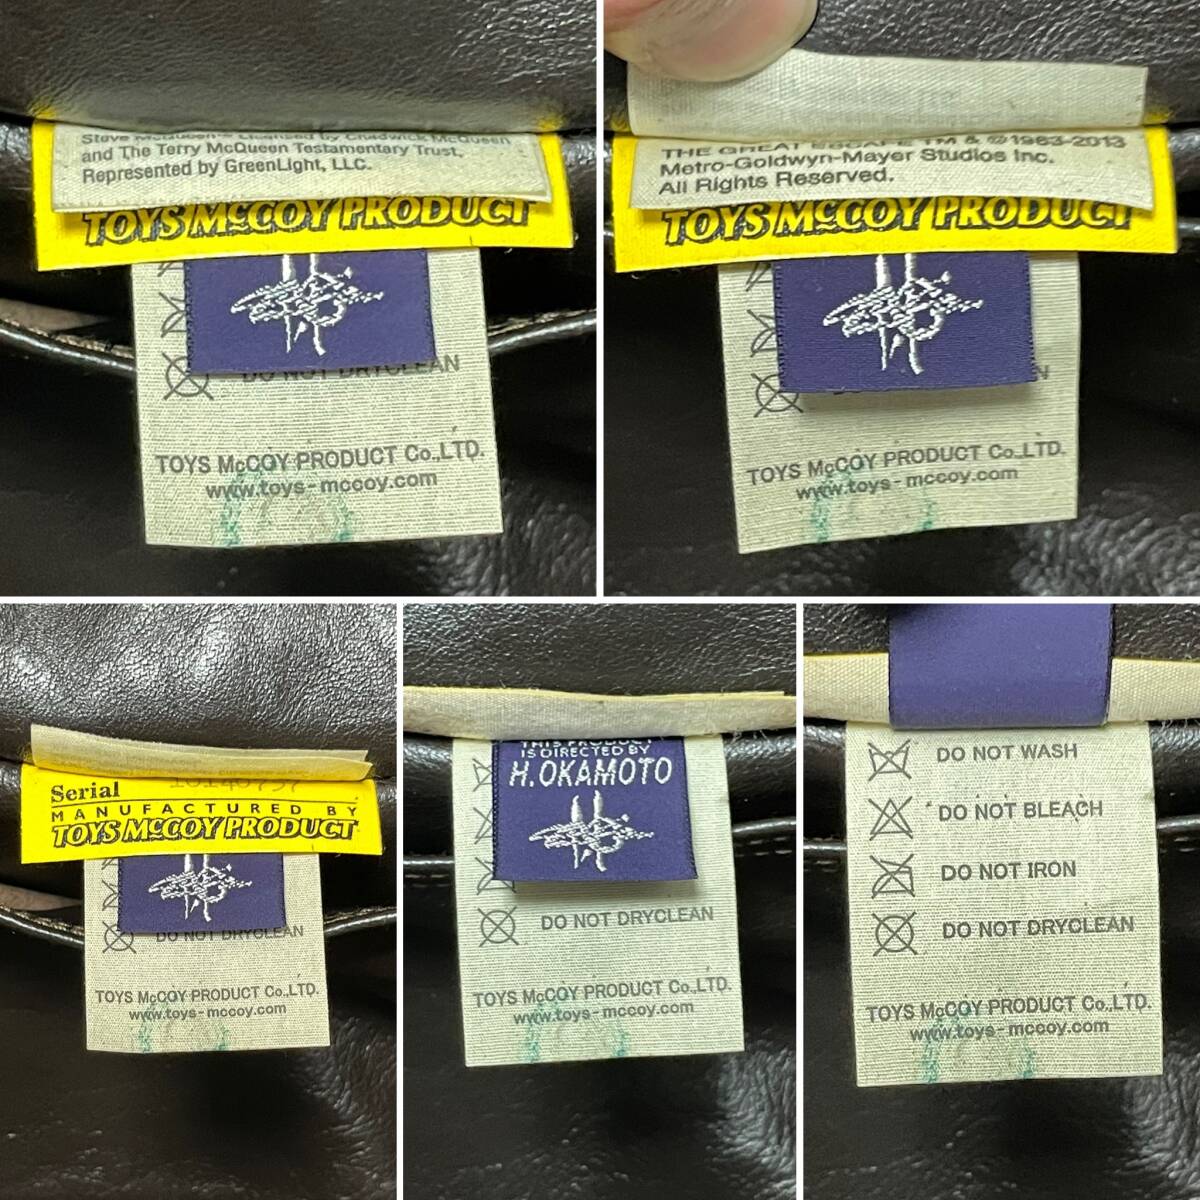 Steve McQueen™ Licensed by Chadwick McQueen
and The Terry McQueen Testamentary Trust,
Represented by GreenLight, LLC.
TOYS McCOY PRODUCT
DO NOT DRYCLEAN
TOYS McCOY PRODUCT Co.,LTD.
www.toys-mccoy.com
THE GREAT ESCAPE TM & ©1963-2013
Metro-Goldwyn-Mayer Studios Inc.
All Rights Reserved.
TOYS McCOY PRODUCT
TOYS McCOY PRODUCT Co.,LTD.
www.toys-mccoy.com
Serial
MANUFACTURED BY
TOYS McCOY PRODUCT
DO NOT DRYCLEAN
TOYS McCOY PRODUCT Co.,LTD.
www.toys-mccoy.com
THIS PRODUCT
IS DIRECTED BY
H.OKAMOTO
DO NOT DRYCLEAN
TOYS McCOY PRODUCT Co.,LTD.
www.toys-mccoy.com
DO NOT WASH
DO NOT BLEACH
DO NOT IRON
DO NOT DRYCLEAN
TOYS McCOY PRODUCT Co.,LTD.
www.toys-mccoy.com